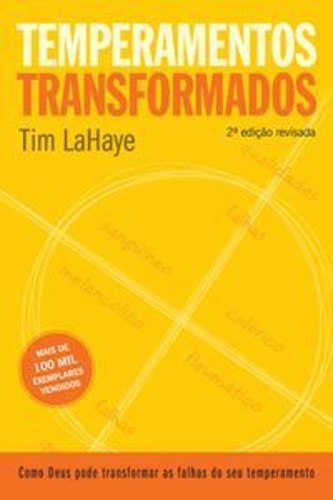 TEMPERAMENTOS
TRANSFORMADOS
Tim LaHaye
2ª edição revisada
qualidades
falhas
sanguíneo
melancólico
colérico
fleumático
MAIS DE
100 MIL
EXEMPLARES
VENDIDOS
Como Deus pode transformar as falhas do seu temperamento